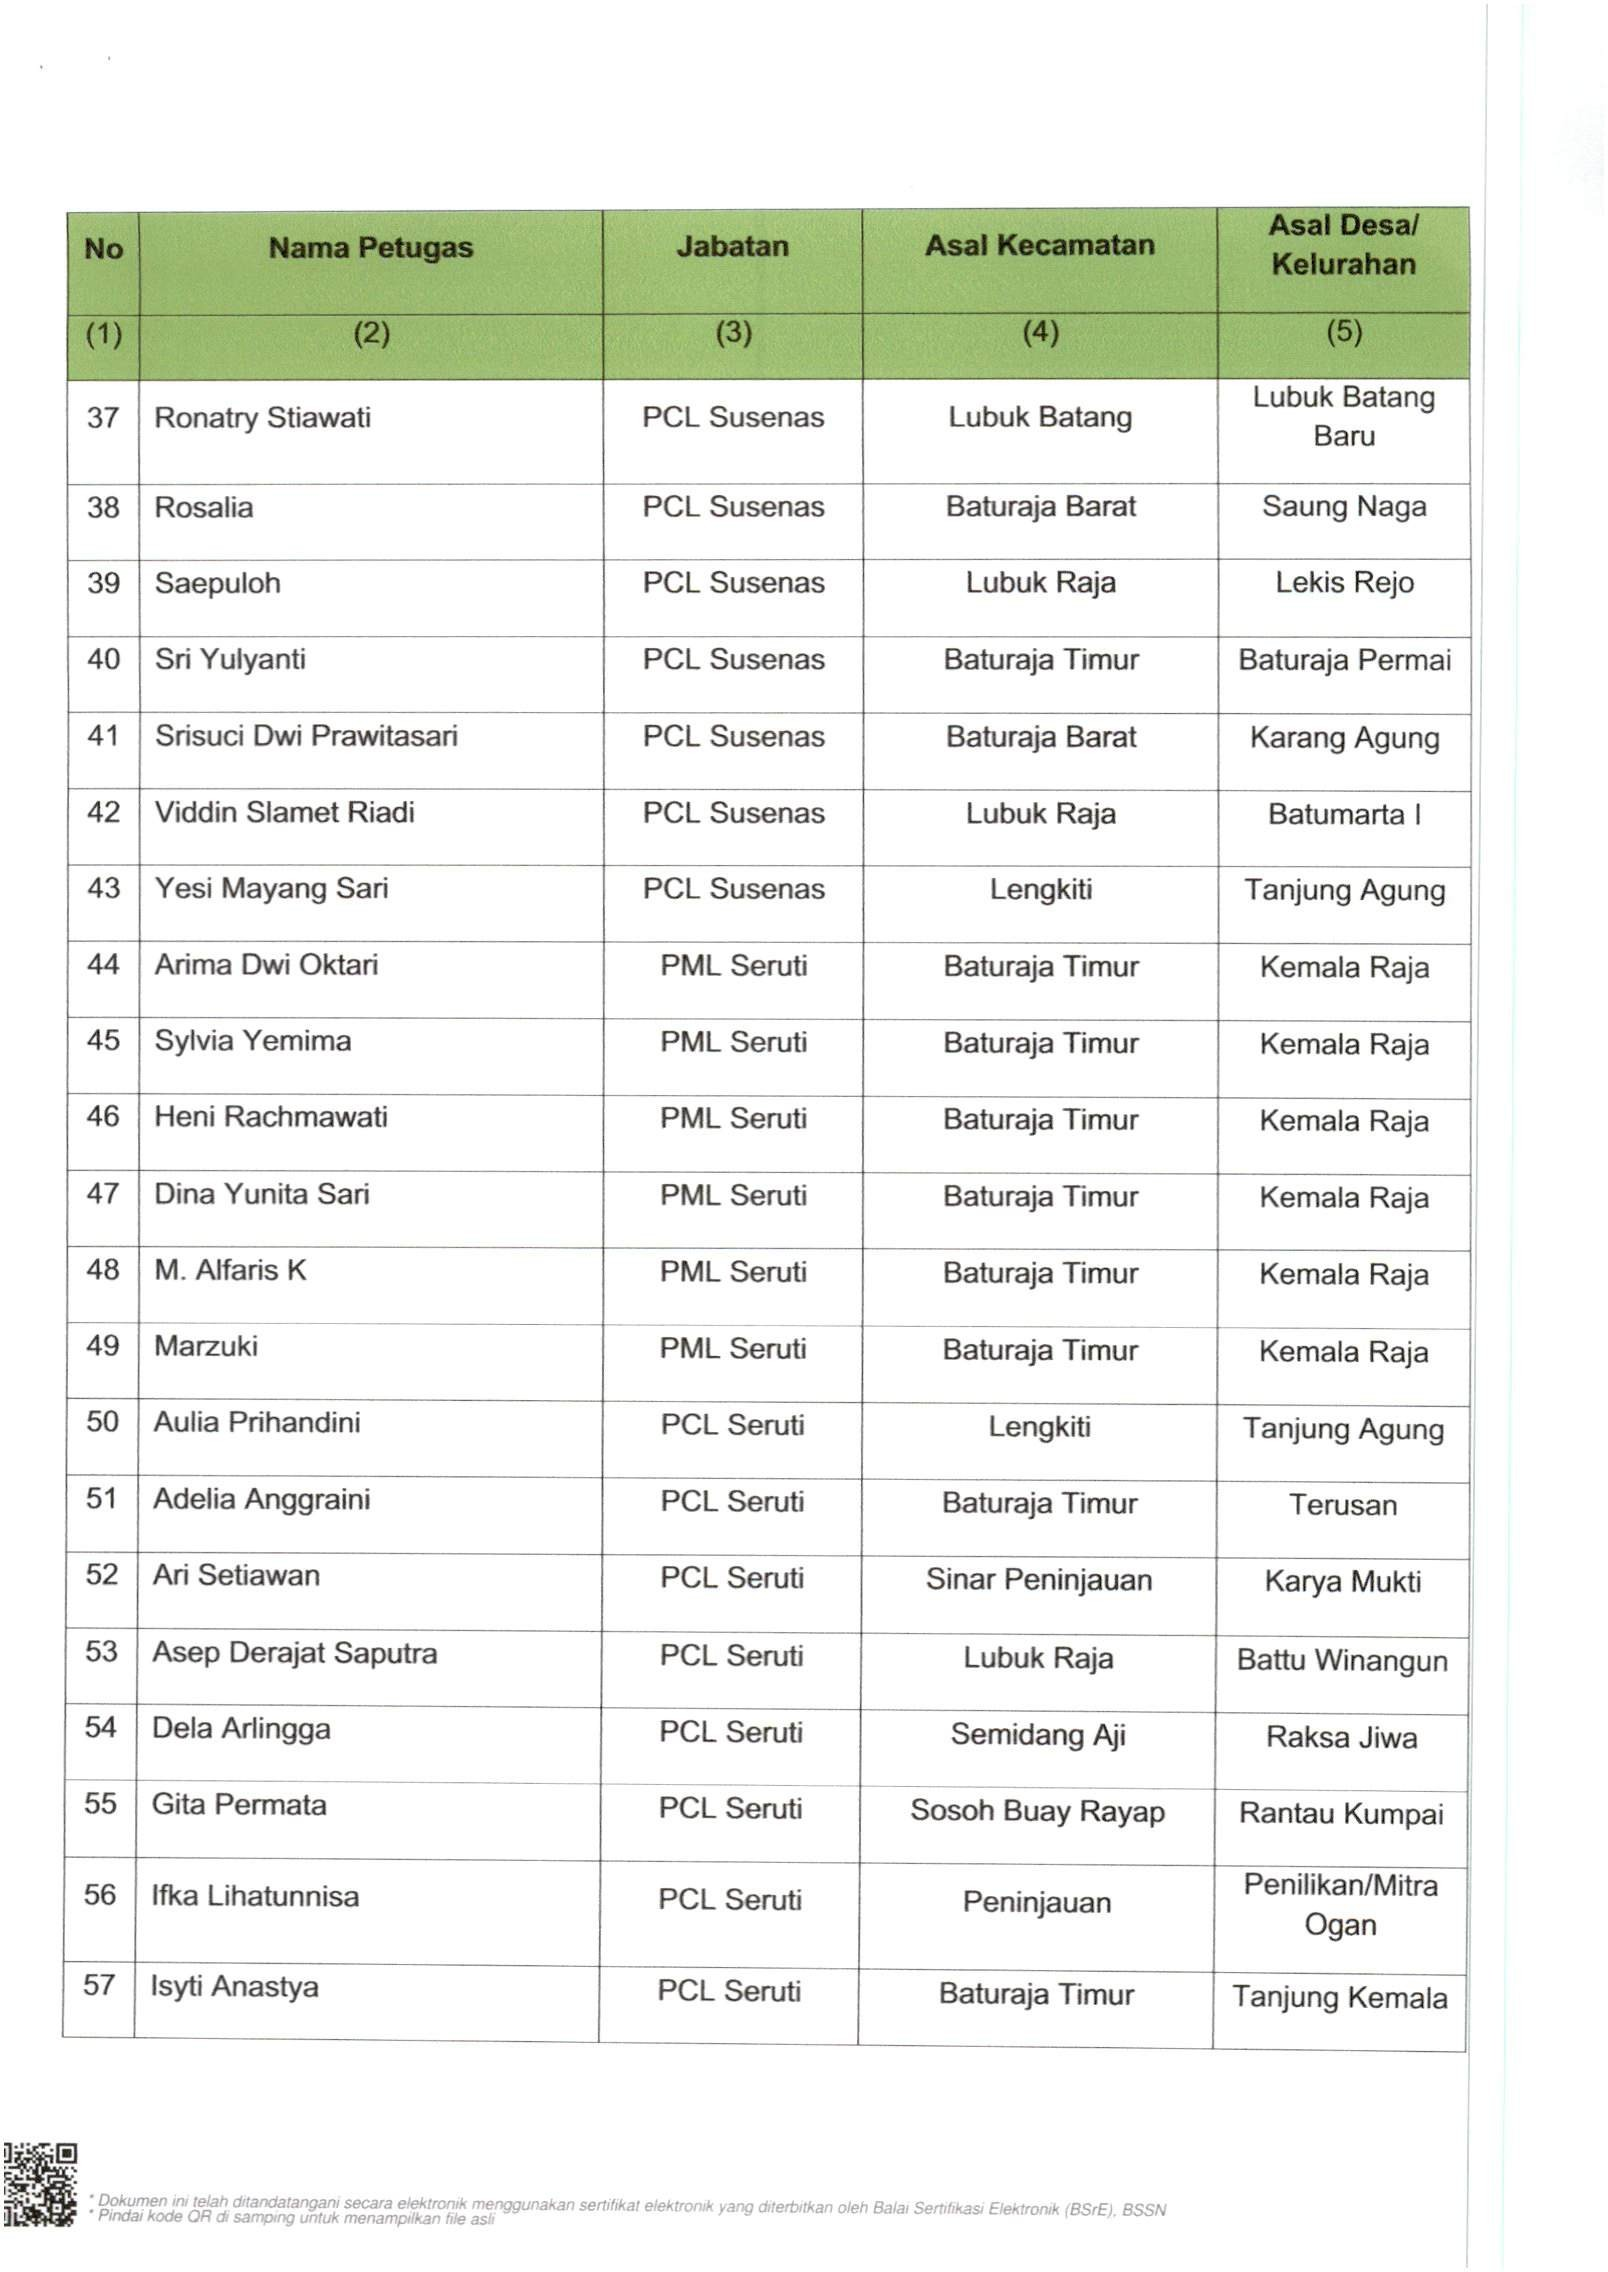 No Nama Petugas Jabatan Asal Kecamatan Asal Desa/
Kelurahan
(1) (2) (3) (4) (5)
37 Ronatry Stiawati PCL Susenas Lubuk Batang Lubuk Batang
Baru
38 Rosalia PCL Susenas Baturaja Barat Saung Naga
39 Saepuloh PCL Susenas Lubuk Raja Lekis Rejo
40 Sri Yulyanti PCL Susenas Baturaja Timur Baturaja Permai
41 Srisuci Dwi Prawitasari PCL Susenas Baturaja Barat Karang Agung
42 Viddin Slamet Riadi PCL Susenas Lubuk Raja Batumarta I
43 Yesi Mayang Sari PCL Susenas Lengkiti Tanjung Agung
44 Arima Dwi Oktari PML Seruti Baturaja Timur Kemala Raja
45 Sylvia Yemima PML Seruti Baturaja Timur Kemala Raja
46 Heni Rachmawati PML Seruti Baturaja Timur Kemala Raja
47 Dina Yunita Sari PML Seruti Baturaja Timur Kemala Raja
48 M. Alfaris K PML Seruti Baturaja Timur Kemala Raja
49 Marzuki PML Seruti Baturaja Timur Kemala Raja
50 Aulia Prihandini PCL Seruti Lengkiti Tanjung Agung
51 Adelia Anggraini PCL Seruti Baturaja Timur Terusan
52 Ari Setiawan PCL Seruti Sinar Peninjauan Karya Mukti
53 Asep Derajat Saputra PCL Seruti Lubuk Raja Battu Winangun
54 Dela Arlingga PCL Seruti Semidang Aji Raksa Jiwa
55 Gita Permata PCL Seruti Sosoh Buay Rayap Rantau Kumpai
56 Ifka Lihatunnisa PCL Seruti Peninjauan Penilikan/Mitra
Ogan
57 Isyti Anastya PCL Seruti Baturaja Timur Tanjung Kemala
* Dokumen ini telah ditandatangani secara elektronik menggunakan sertifikat elektronik yang diterbitkan oleh Balai Sertifikasi Elektronik (BSrE), BSSN
* Pindai kode QR di samping untuk menampilkan file asli